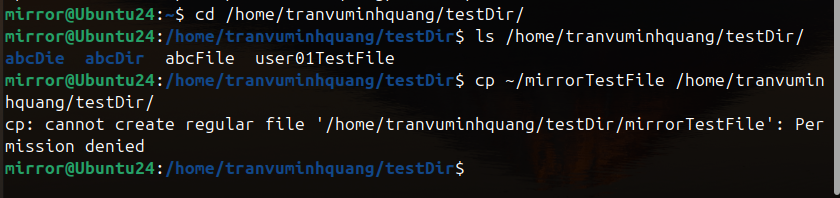 mirror@Ubuntu24:~$ cd /home/tranvuminhquang/testDir/
mirror@Ubuntu24:/home/tranvuminhquang/testDir$ ls /home/tranvuminhquang/testDir/
abcDie  abcDir  abcFile  user01TestFile
mirror@Ubuntu24:/home/tranvuminhquang/testDir$ cp ~/mirrorTestFile /home/tranvumin
hquang/testDir/
cp: cannot create regular file '/home/tranvuminhquang/testDir/mirrorTestFile': Per
mission denied
mirror@Ubuntu24:/home/tranvuminhquang/testDir$